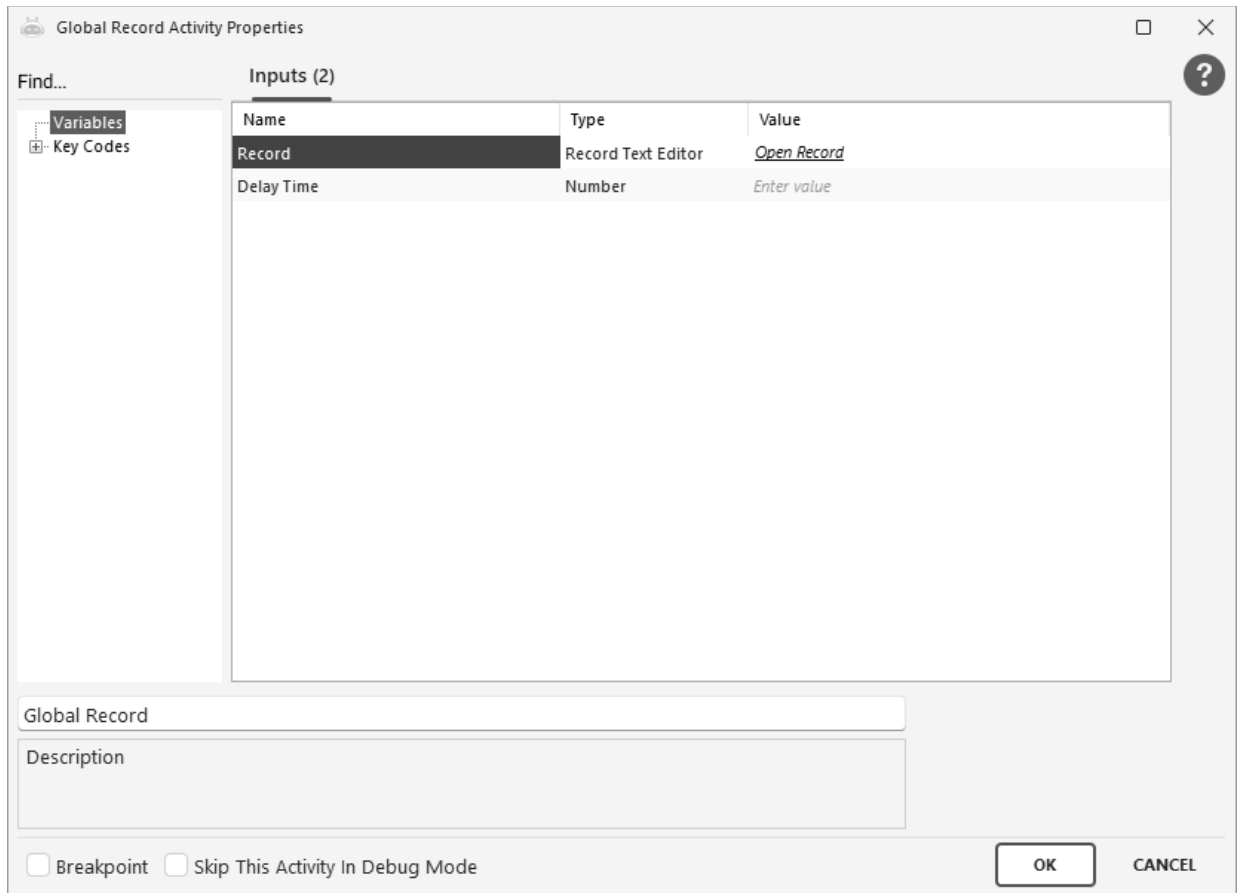 Global Record Activity Properties
Find...
Inputs (2)
?
Variables
Key Codes
Name Type Value
Record Record Text Editor Open Record
Delay Time Number Enter value
Global Record
Description
Breakpoint Skip This Activity In Debug Mode OK CANCEL